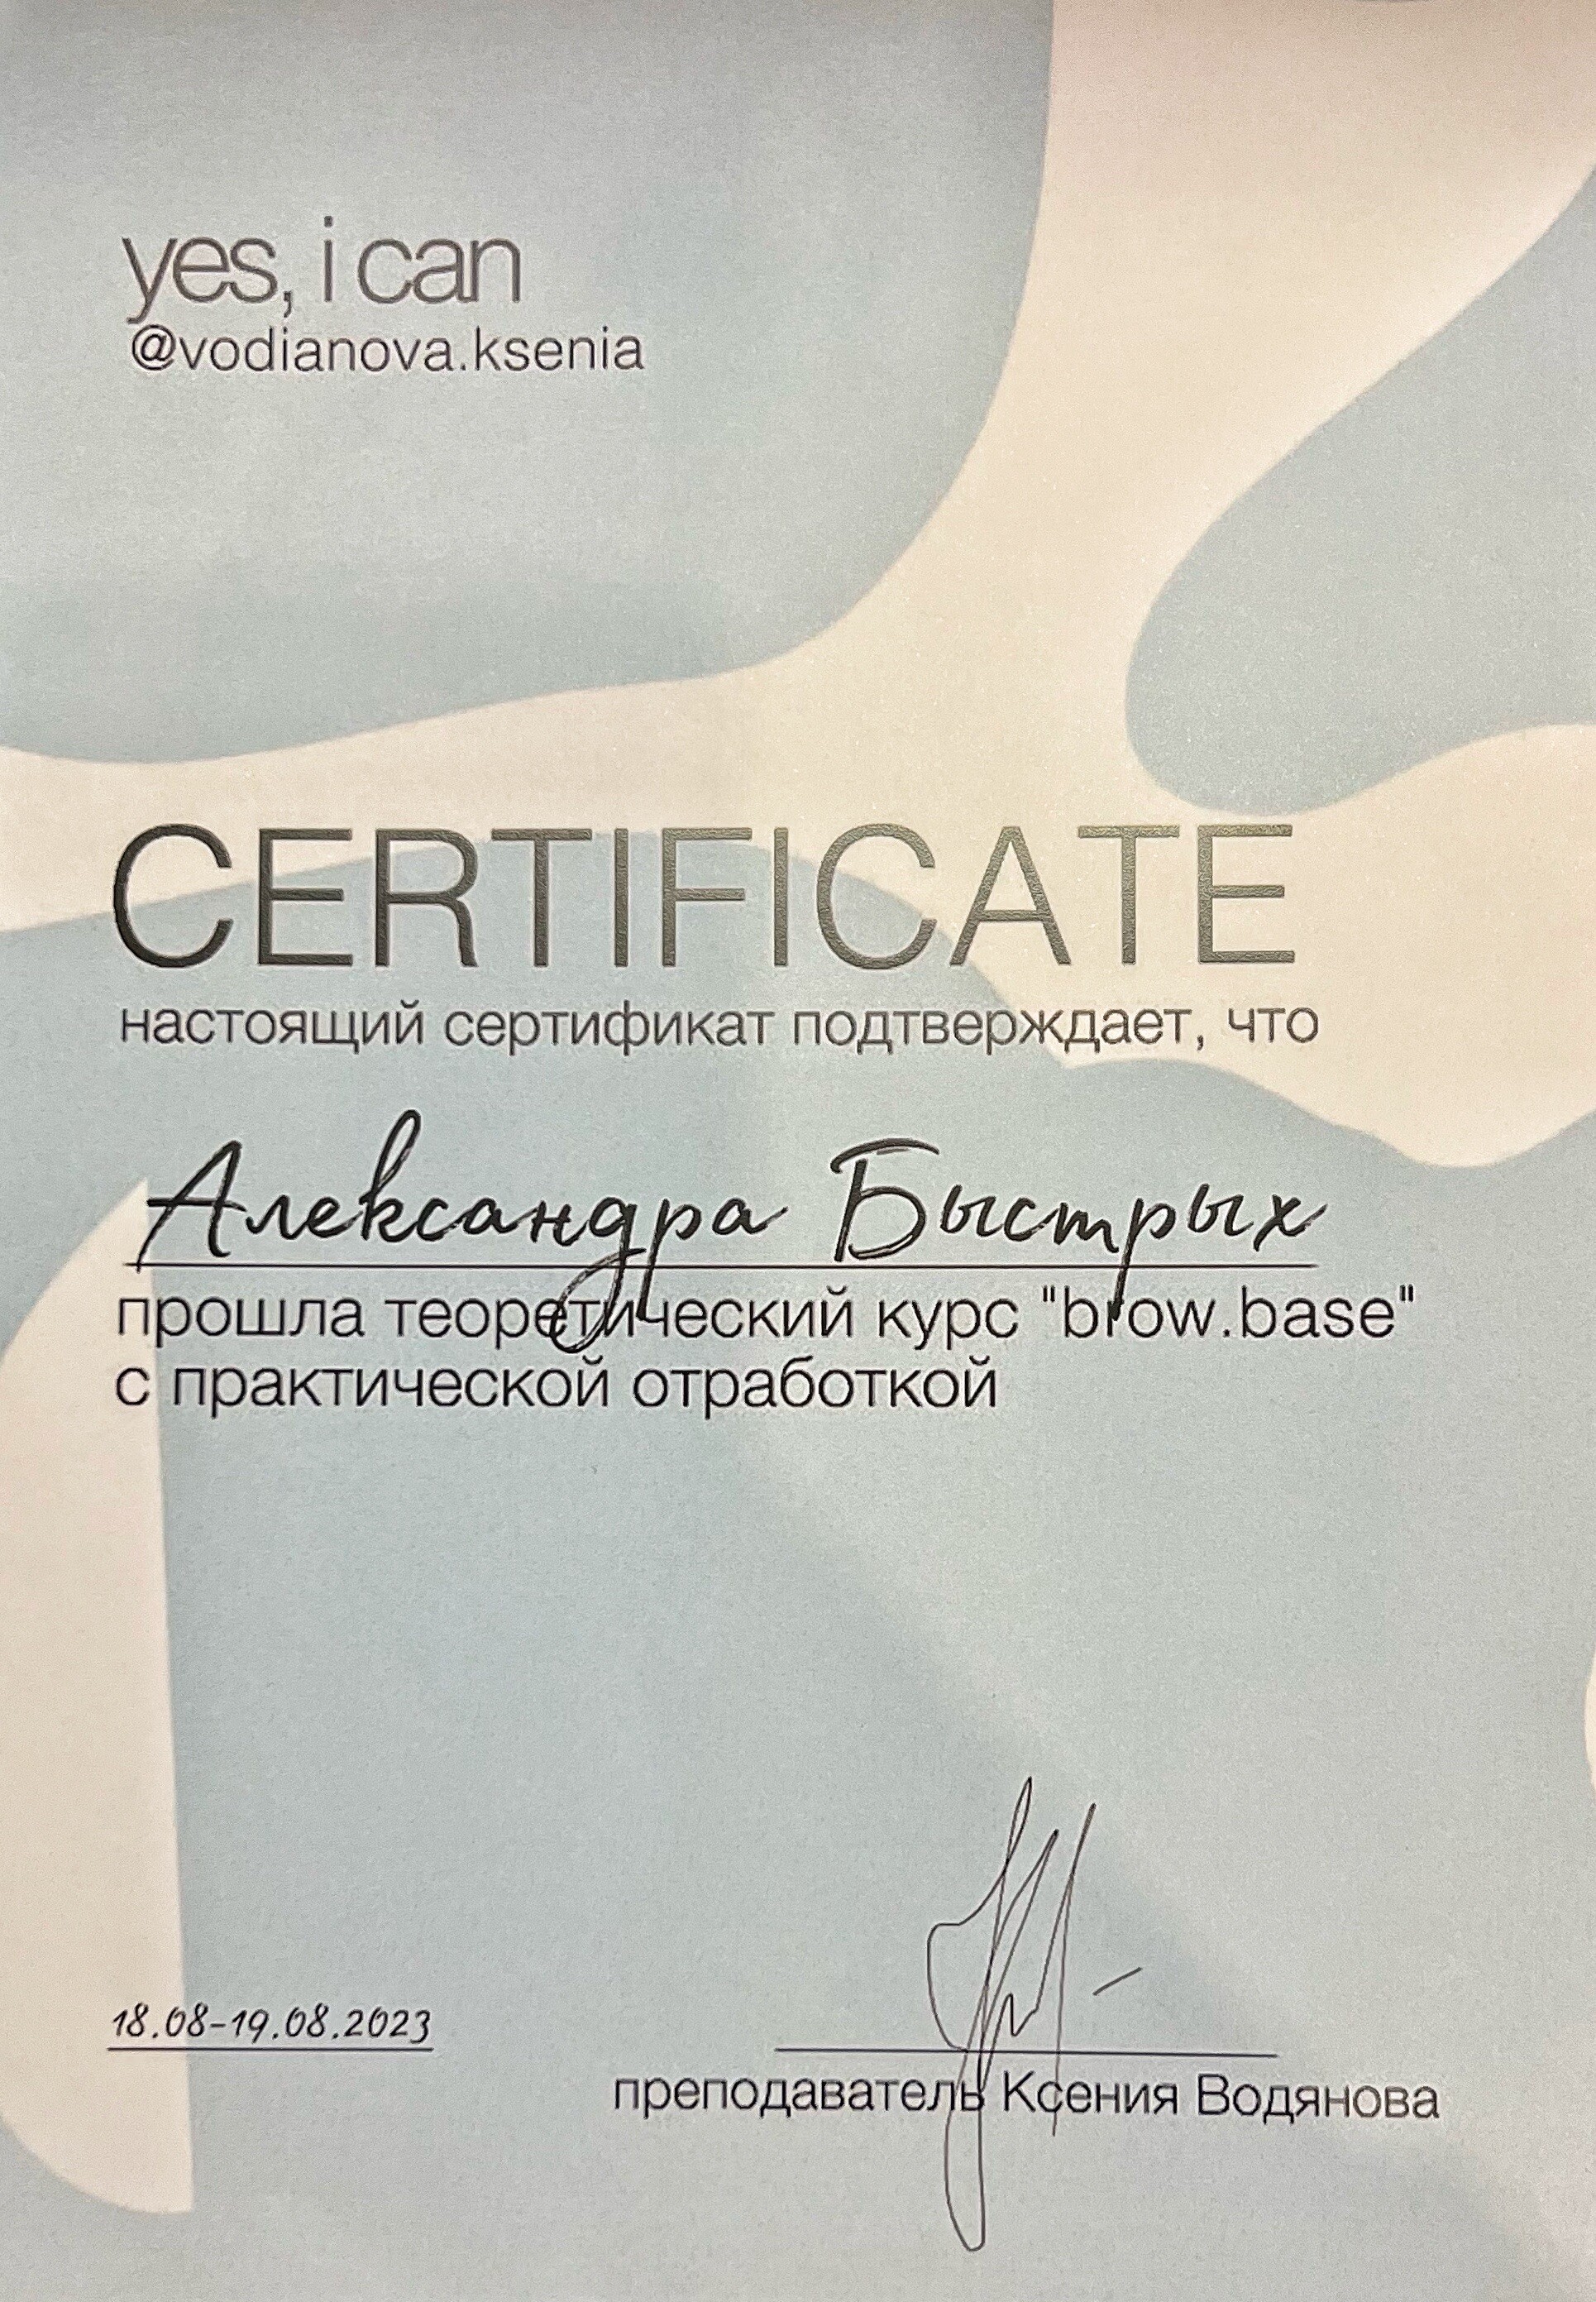 yes, i can
@vodianova.ksenia
CERTIFICATE
настоящий сертификат подтверждает, что
Александра Быстрых
прошла теоретический курс "brow.base"
с практической отработкой
18.08-19.08.2023
преподаватель Ксения Водянова